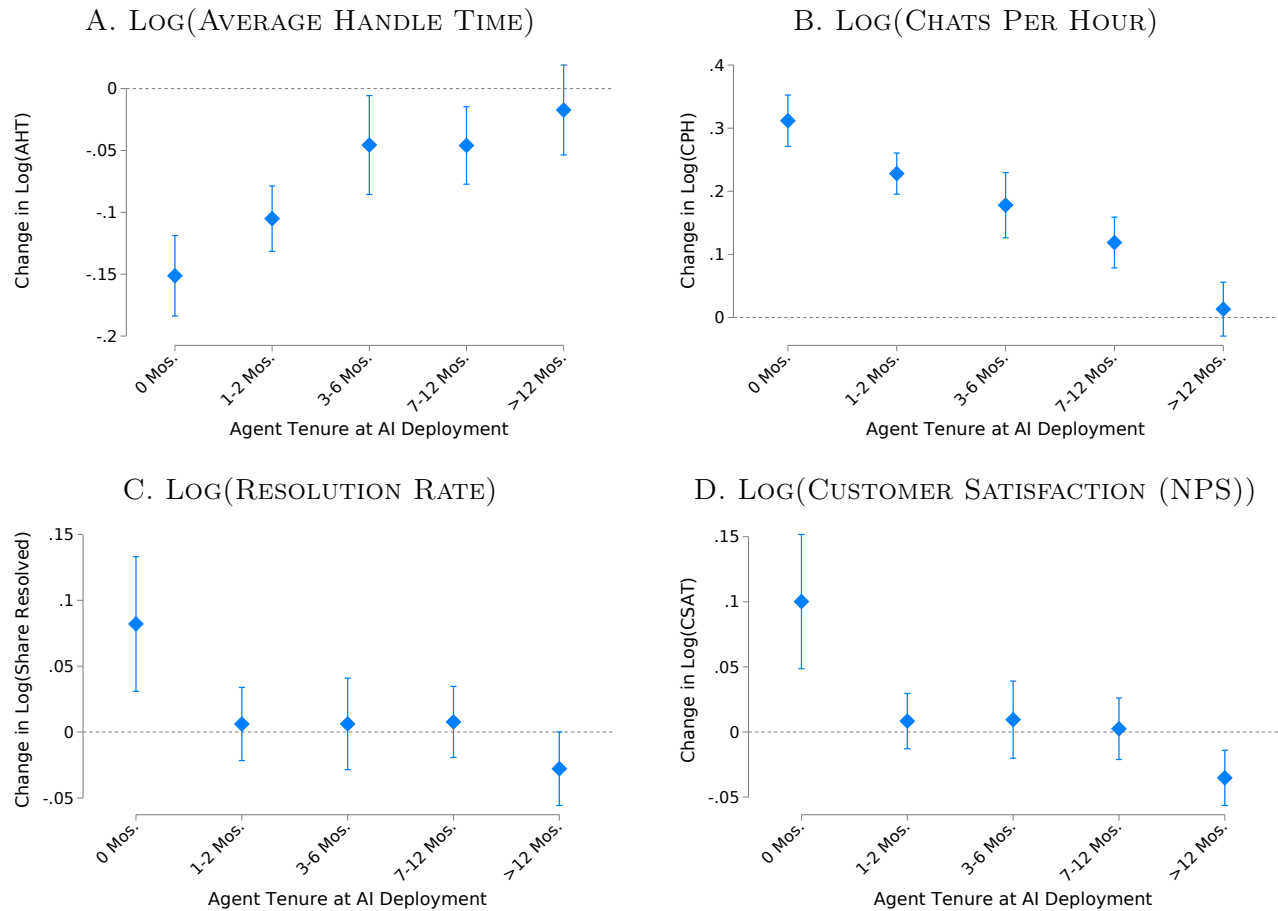 A. LOG(AVERAGE HANDLE TIME)
Change in Log(AHT)
0
-.05
-.1
-.15
-.2
0 Mos.
1-2 Mos.
3-6 Mos.
7-12 Mos.
>12 Mos.
Agent Tenure at AI Deployment
B. LOG(CHATS PER HOUR)
Change in Log(CPH)
.4
.3
.2
.1
0
0 Mos.
1-2 Mos.
3-6 Mos.
7-12 Mos.
>12 Mos.
Agent Tenure at AI Deployment
C. LOG(RESOLUTION RATE)
Change in Log(Share Resolved)
.15
.1
.05
0
-.05
0 Mos.
1-2 Mos.
3-6 Mos.
7-12 Mos.
>12 Mos.
Agent Tenure at AI Deployment
D. LOG(CUSTOMER SATISFACTION (NPS))
Change in Log(CSAT)
.15
.1
.05
0
-.05
0 Mos.
1-2 Mos.
3-6 Mos.
7-12 Mos.
>12 Mos.
Agent Tenure at AI Deployment